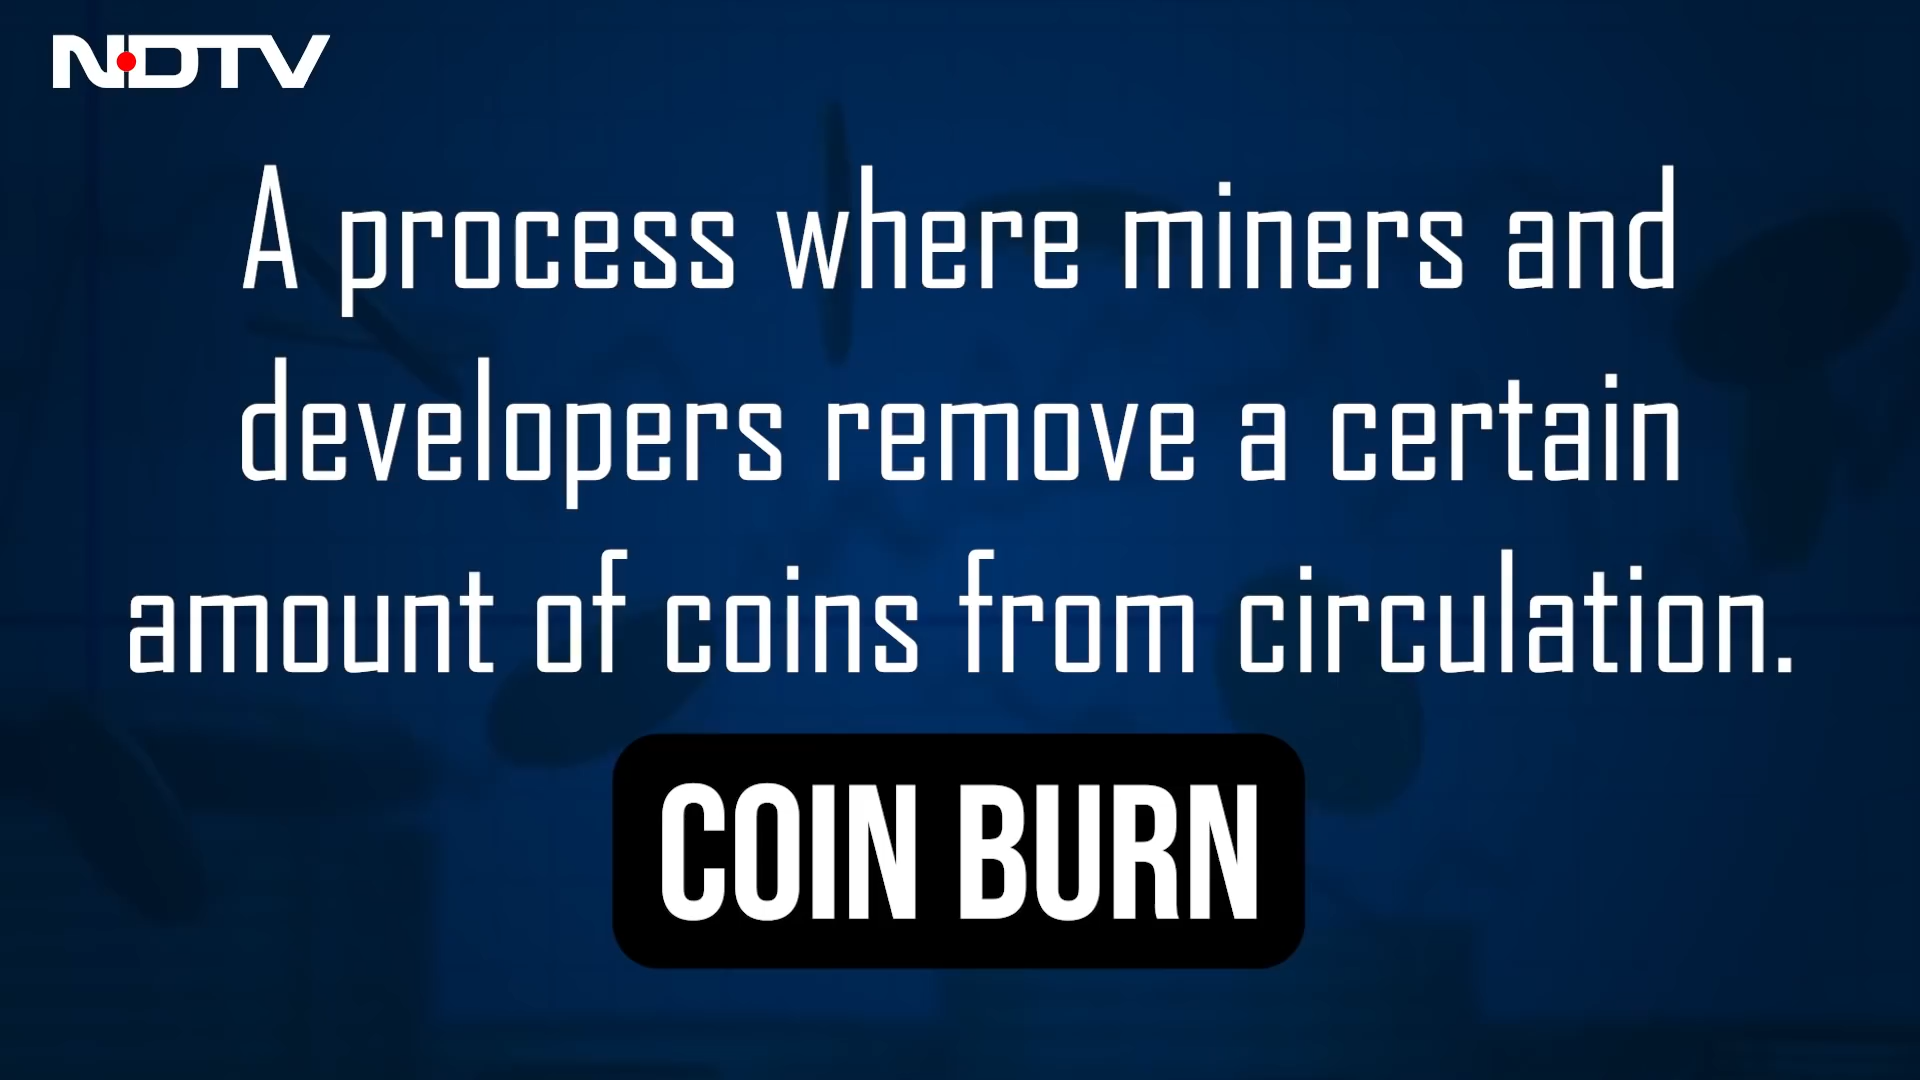 NDTV
A process where miners and
developers remove a certain
amount of coins from circulation.
COIN BURN